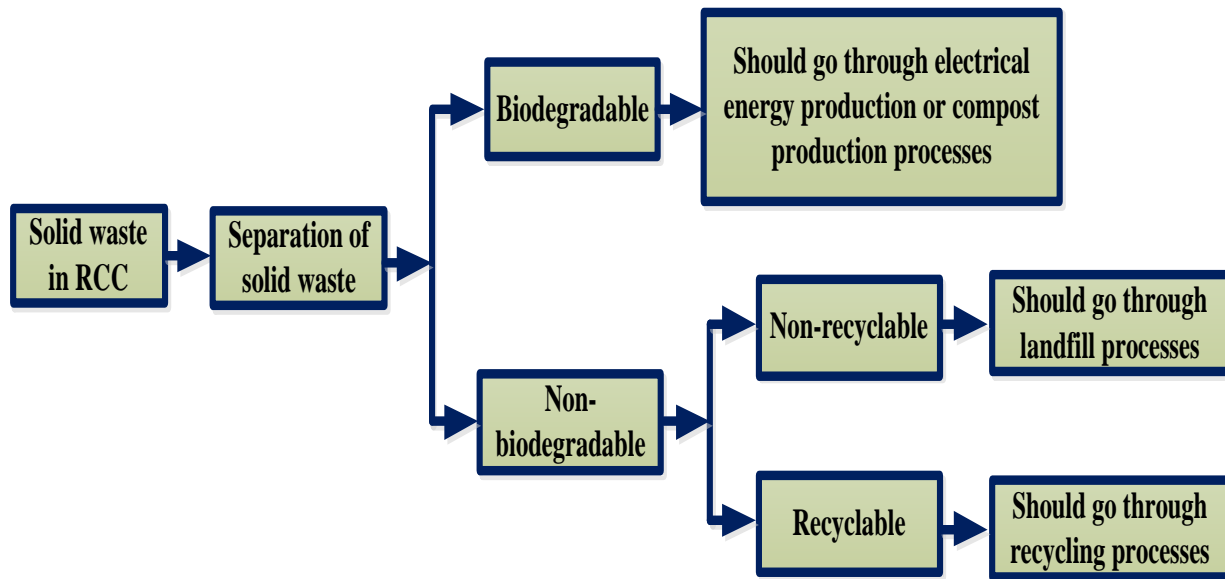 Solid waste
in RCC
Separation of
solid waste
Biodegradable
Should go through electrical
energy production or compost
production processes
Non-
biodegradable
Non-recyclable
Should go through
landfill processes
Recyclable
Should go through
recycling processes